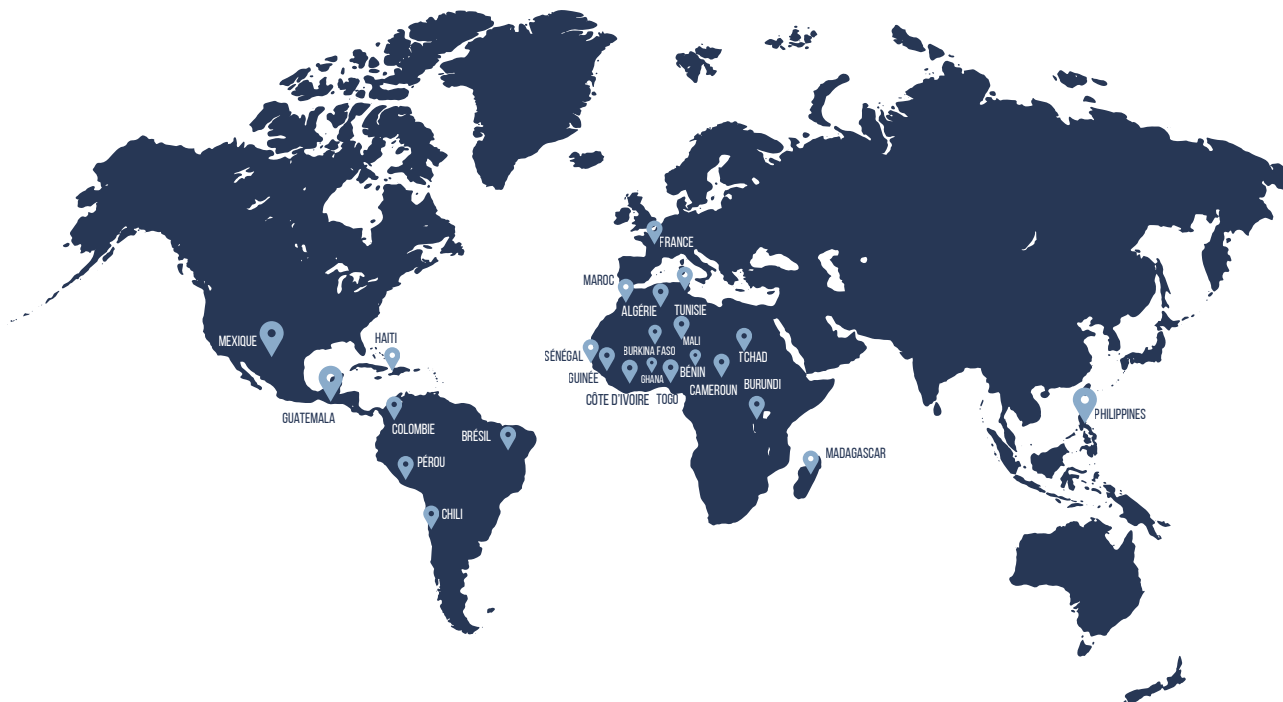 FRANCE
MAROC
ALGÉRIE
TUNISIE
MEXIQUE
HAITI
MALI
BURKINA FASO
SÉNÉGAL
TCHAD
GUINÉE
GHANA
BÉNIN
CAMEROUN
BURUNDI
CÔTE D'IVOIRE
TOGO
GUATEMALA
COLOMBIE
BRÉSIL
PHILIPPINES
PÉROU
MADAGASCAR
CHILI